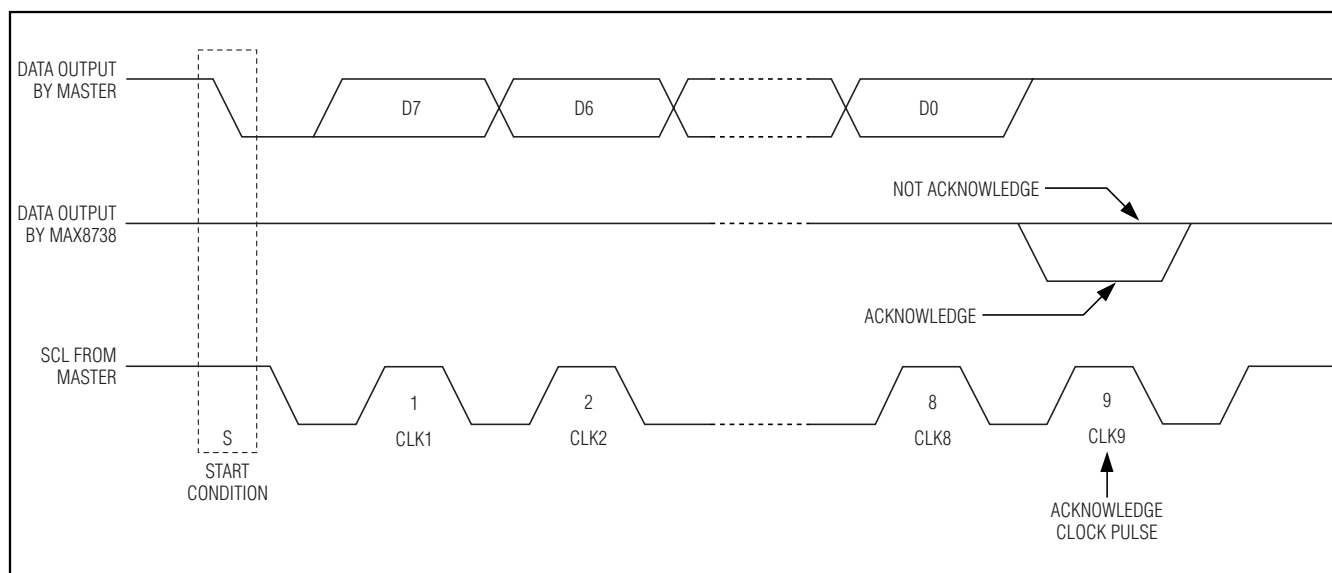 DATA OUTPUT
BY MASTER
D7
D6
D0
NOT ACKNOWLEDGE
DATA OUTPUT
BY MAX8738
ACKNOWLEDGE
SCL FROM
MASTER
1
2
8
9
S
CLK1
CLK2
CLK8
CLK9
START
CONDITION
ACKNOWLEDGE
CLOCK PULSE